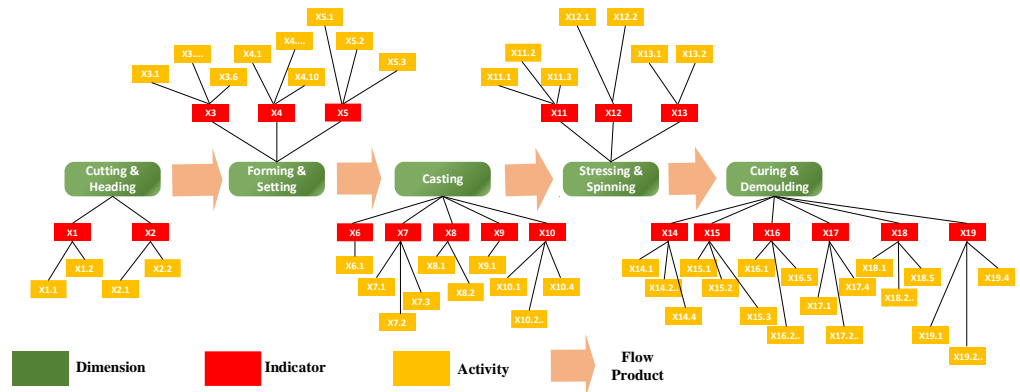 X5.1
X12.1
X12.2
X3....
X4.1
X4....
X5.2
X11.2
X13.1
X13.2
X3.1
X3.6
X4.10
X5.3
X11.1
X11.3
X3
X4
X5
X11
X12
X13
Cutting &
Heading
Forming &
Setting
Casting
Stressing &
Spinning
Curing &
Demoulding
X1
X2
X6
X7
X8
X9
X10
X14
X15
X16
X17
X18
X19
X1.2
X2.2
X6.1
X8.1
X9.1
X14.1
X15.1
X16.1
X16.5
X18.1
X18.5
X19.4
X1.1
X2.1
X7.1
X7.3
X8.2
X10.1
X10.4
X14.2..
X15.2
X17.4
X17.1
X18.2..
X7.2
X10.2..
X14.4
X15.3
X16.2..
X17.2..
X19.1
X19.2..
Dimension
Indicator
Activity
Flow
Product